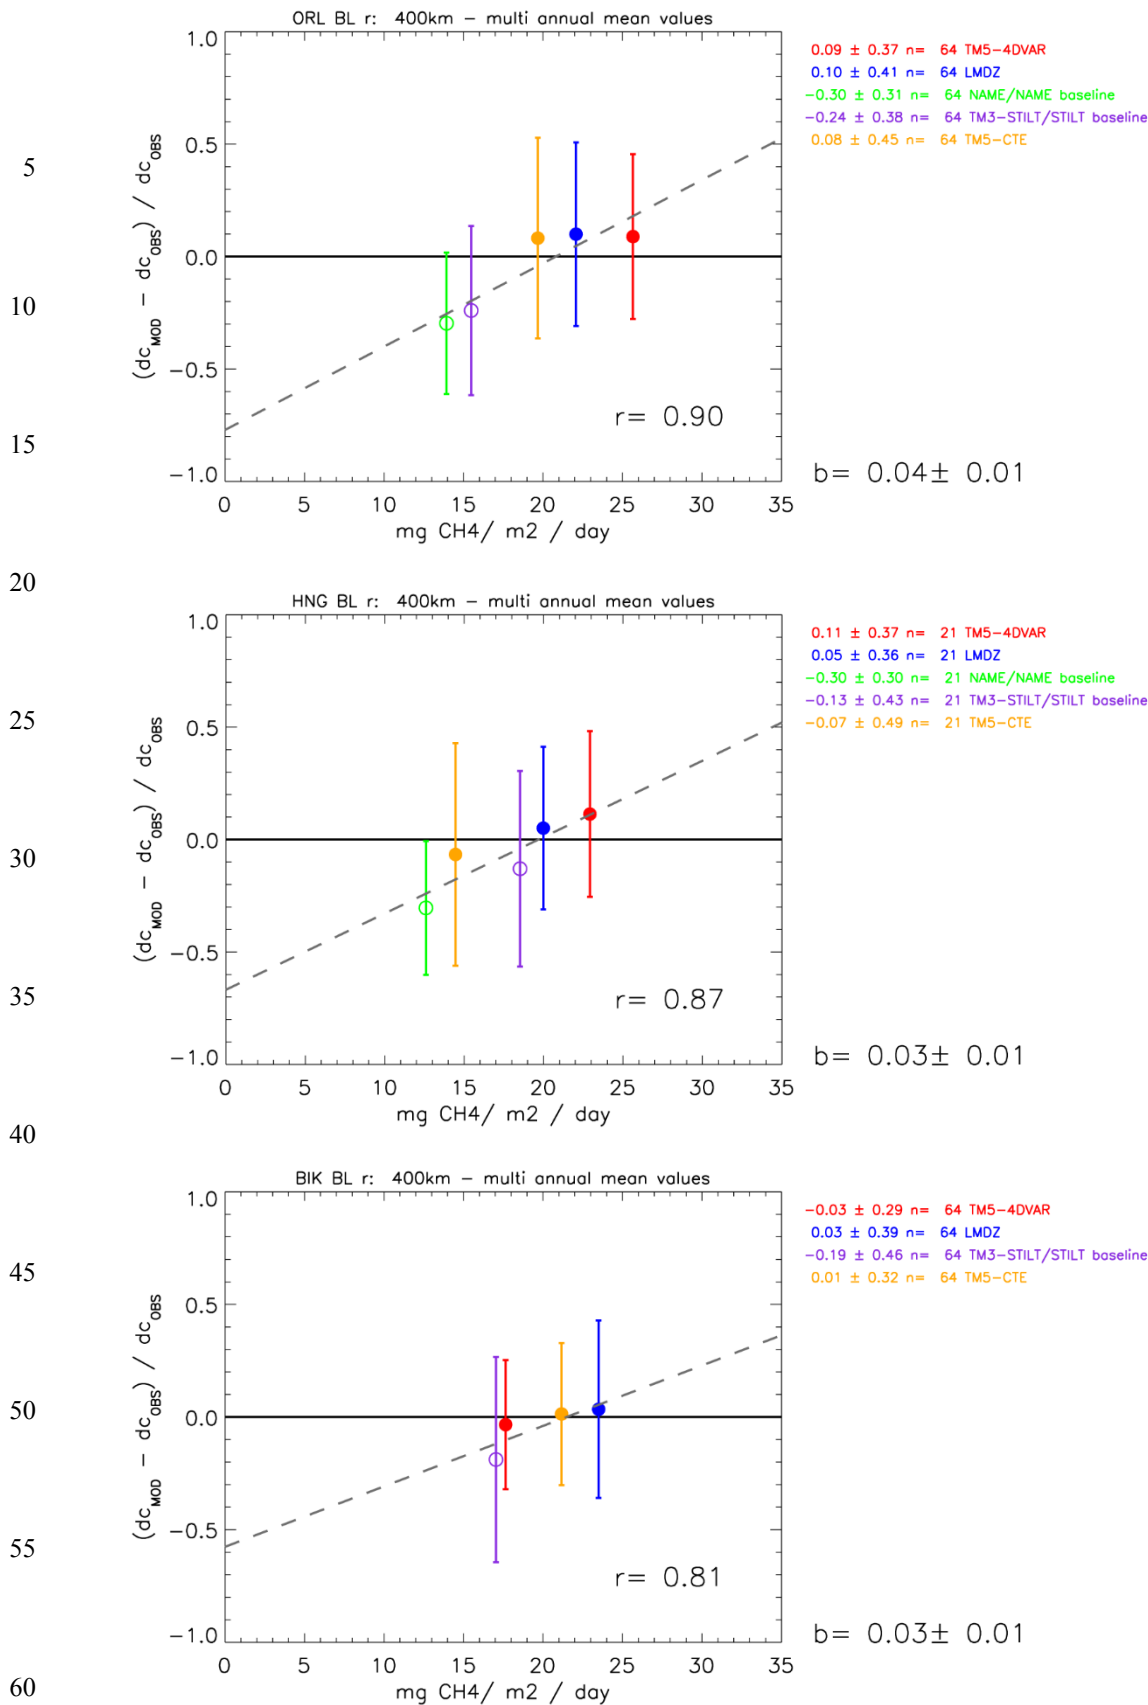 ORL BL r: 400km - multi annual mean values
1.0
0.09 ± 0.37 n= 64 TM5-4DVAR
0.10 ± 0.41 n= 64 LMDZ
-0.30 ± 0.31 n= 64 NAME/NAME baseline
-0.24 ± 0.38 n= 64 TM3-STILT/STILT baseline
0.08 ± 0.45 n= 64 TM5-CTE
5
0.5
(dcMOD - dcOBS) / dcOBS
0.0
10
-0.5
r= 0.90
15
-1.0
b= 0.04± 0.01
0 5 10 15 20 25 30 35
mg CH4/ m2 / day
20
HNG BL r: 400km - multi annual mean values
1.0
0.11 ± 0.37 n= 21 TM5-4DVAR
0.05 ± 0.36 n= 21 LMDZ
-0.30 ± 0.30 n= 21 NAME/NAME baseline
-0.13 ± 0.43 n= 21 TM3-STILT/STILT baseline
-0.07 ± 0.49 n= 21 TM5-CTE
25
0.5
(dcMOD - dcOBS) / dcOBS
0.0
30
-0.5
35
r= 0.87
-1.0
b= 0.03± 0.01
0 5 10 15 20 25 30 35
mg CH4/ m2 / day
40
BIK BL r: 400km - multi annual mean values
1.0
-0.03 ± 0.29 n= 64 TM5-4DVAR
0.03 ± 0.39 n= 64 LMDZ
-0.19 ± 0.46 n= 64 TM3-STILT/STILT baseline
0.01 ± 0.32 n= 64 TM5-CTE
45
0.5
(dcMOD - dcOBS) / dcOBS
50
0.0
-0.5
55
r= 0.81
-1.0
b= 0.03± 0.01
0 5 10 15 20 25 30 35
60
mg CH4/ m2 / day